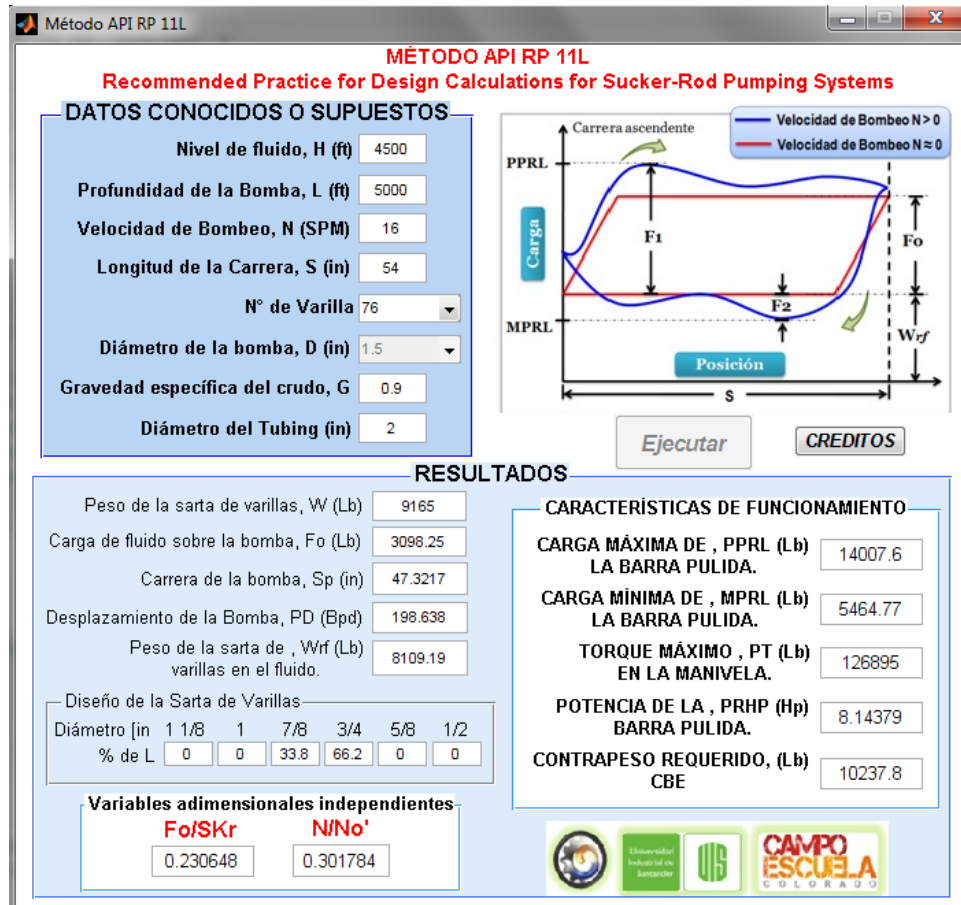 Método API RP 11L
MÉTODO API RP 11L
Recommended Practice for Design Calculations for Sucker-Rod Pumping Systems
DATOS CONOCIDOS O SUPUESTOS
Nivel de fluido, H (ft) 4500
Profundidad de la Bomba, L (ft) 5000
Velocidad de Bombeo, N (SPM) 16
Longitud de la Carrera, S (in) 54
N° de Varilla 76
Diámetro de la bomba, D (in) 1.5
Gravedad específica del crudo, G 0.9
Diámetro del Tubing (in) 2
Velocidad de Bombeo N > 0
Velocidad de Bombeo N ≈ 0
Carrera ascendente
PPRL
Carga
F1
Fo
F2
MPRL
Wrf
Posición
S
Ejecutar
CREDITOS
RESULTADOS
Peso de la sarta de varillas, W (Lb) 9165
Carga de fluido sobre la bomba, Fo (Lb) 3098.25
Carrera de la bomba, Sp (in) 47.3217
Desplazamiento de la Bomba, PD (Bpd) 198.638
Peso de la sarta de , Wrf (Lb)
varillas en el fluido. 8109.19
Diseño de la Sarta de Varillas
Diámetro [in 1 1/8 1 7/8 3/4 5/8 1/2
% de L 0 0 33.8 66.2 0 0
Variables adimensionales independientes
Fo/SKr N/No'
0.230648 0.301784
CARACTERÍSTICAS DE FUNCIONAMIENTO
CARGA MÁXIMA DE , PPRL (Lb)
LA BARRA PULIDA. 14007.6
CARGA MÍNIMA DE , MPRL (Lb)
LA BARRA PULIDA. 5464.77
TORQUE MÁXIMO , PT (Lb)
EN LA MANIVELA. 126895
POTENCIA DE LA , PRHP (Hp)
BARRA PULIDA. 8.14379
CONTRAPESO REQUERIDO, (Lb)
CBE 10237.8
Universidad
Industrial de
Santander
UIS
CAMPO
ESCUELA
COLORADO